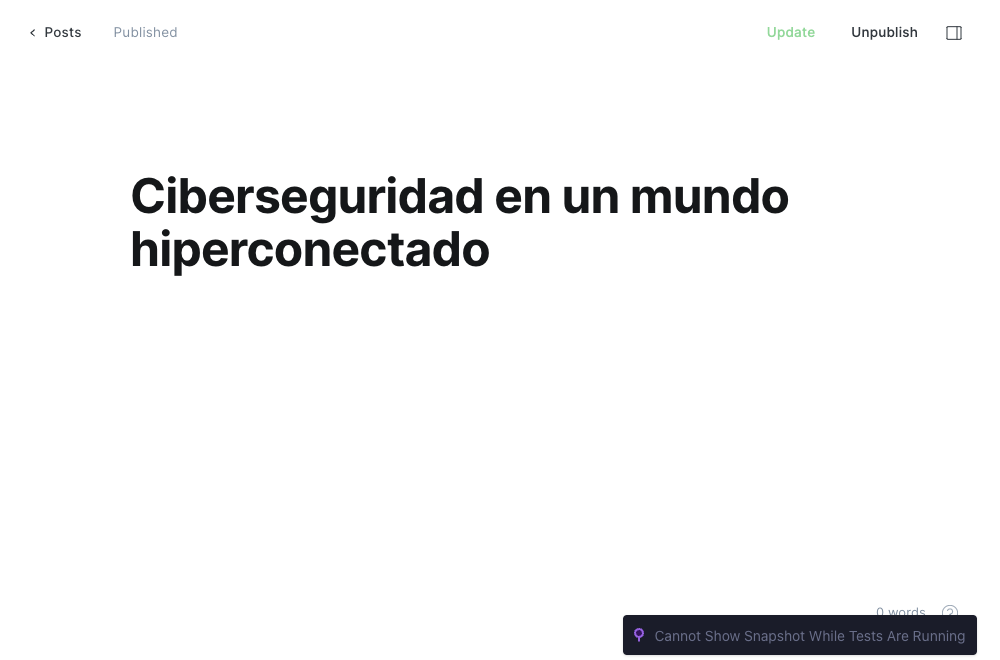 Posts
Published
Update
Unpublish
Ciberseguridad en un mundo
hiperconectado
0 words
?
Cannot Show Snapshot While Tests Are Running